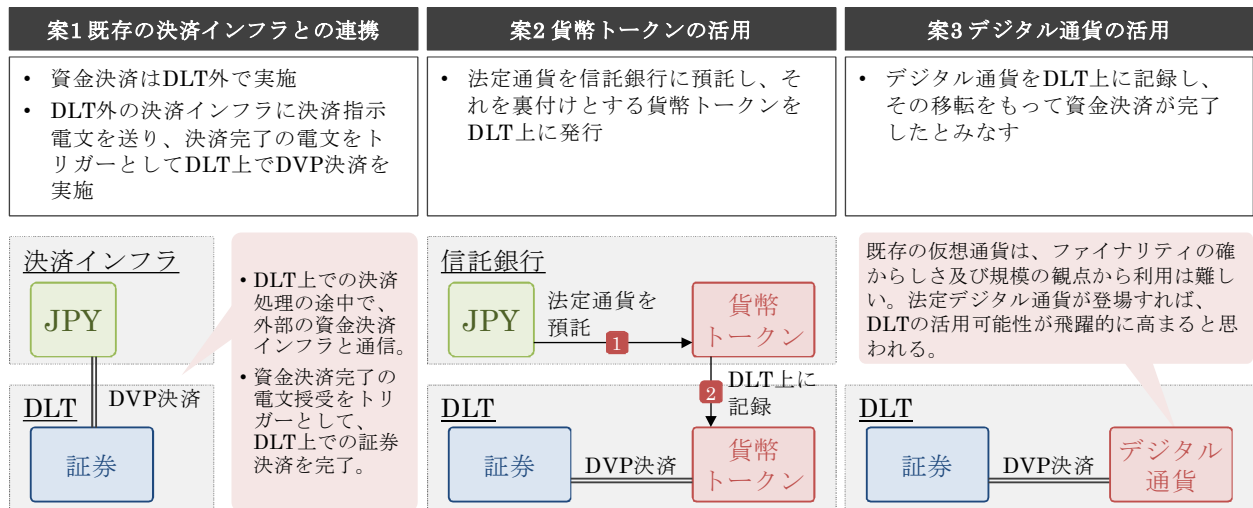 案1 既存の決済インフラとの連携
• 資金決済はDLT外で実施
• DLT外の決済インフラに決済指示
電文を送り、決済完了の電文をト
リガーとしてDLT上でDVP決済を
実施
決済インフラ
JPY
DVP決済
DLT
証券
• DLT上での決済
処理の途中で、
外部の資金決済
インフラと通信。
• 資金決済完了の
電文授受をトリ
ガーとして、
DLT上での証券
決済を完了。
案2 貨幣トークンの活用
• 法定通貨を信託銀行に預託し、そ
れを裏付けとする貨幣トークンを
DLT上に発行
信託銀行
JPY
法定通貨を
預託
1
貨幣
トークン
2
DLT上に
記録
DLT
証券
DVP決済
貨幣
トークン
案3 デジタル通貨の活用
• デジタル通貨をDLT上に記録し、
その移転をもって資金決済が完了
したとみなす
既存の仮想通貨は、ファイナリティの確
からしさ及び規模の観点から利用は難し
い。法定デジタル通貨が登場すれば、
DLTの活用可能性が飛躍的に高まると思
われる。
DLT
証券
DVP決済
デジタル
通貨